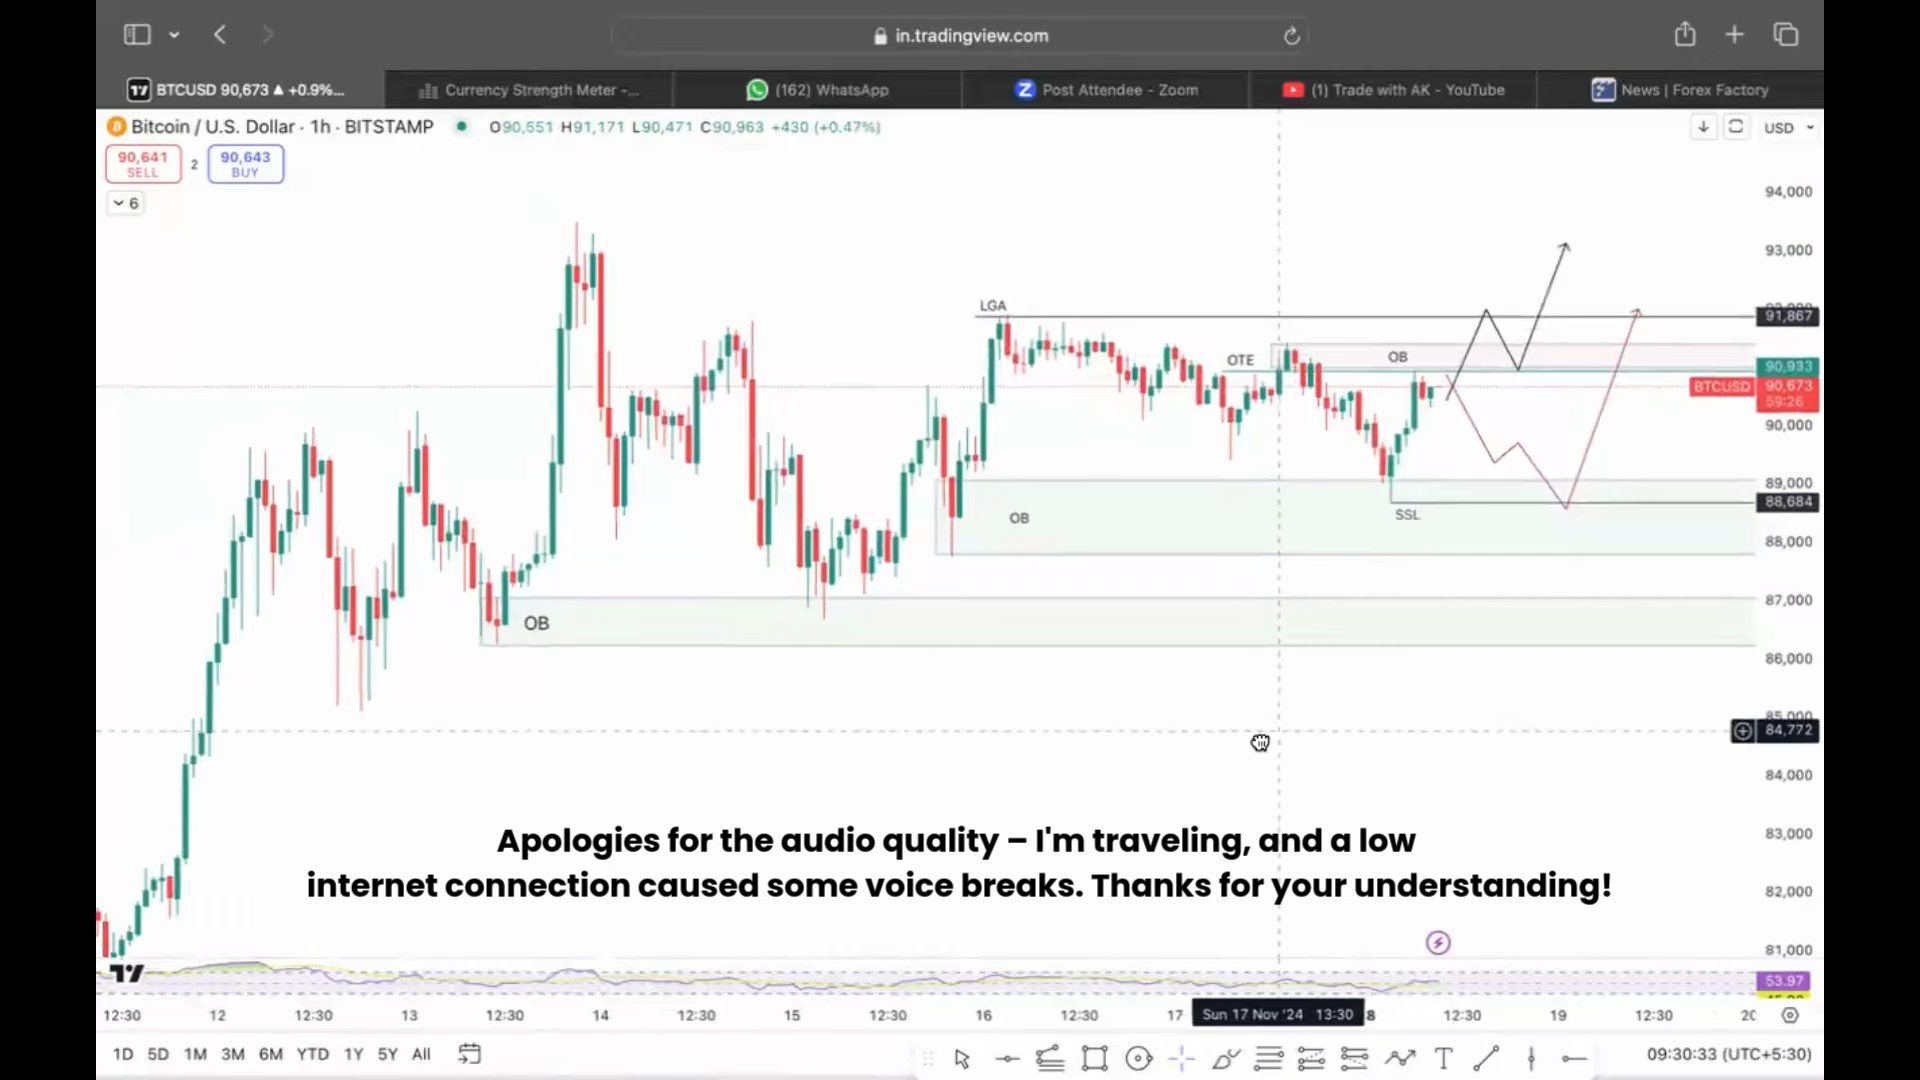 in.tradingview.com
BTCUSD 90,673 ▲ +0.9%...
Currency Strength Meter -...
(162) WhatsApp
Z Post Attendee - Zoom
(1) Trade with AK - YouTube
News | Forex Factory
Bitcoin / U.S. Dollar · 1h · BITSTAMP
O90,551 H91,171 L90,471 C90,963 +430 (+0.47%)
USD
90,641
SELL
2
90,643
BUY
6
94,000
93,000
LGA
91,867
OTE
OB
90,933
BTCUSD 90,673
59:26
90,000
89,000
88,684
SSL
OB
88,000
87,000
OB
86,000
85,000
84,772
84,000
Apologies for the audio quality – I'm traveling, and a low
83,000
internet connection caused some voice breaks. Thanks for your understanding!
82,000
81,000
53.97
12:30 12 12:30 13 12:30 14 12:30 15 12:30 16 12:30 17 Sun 17 Nov '24 13:30 8 12:30 19 12:30
1D 5D 1M 3M 6M YTD 1Y 5Y All
09:30:33 (UTC+5:30)